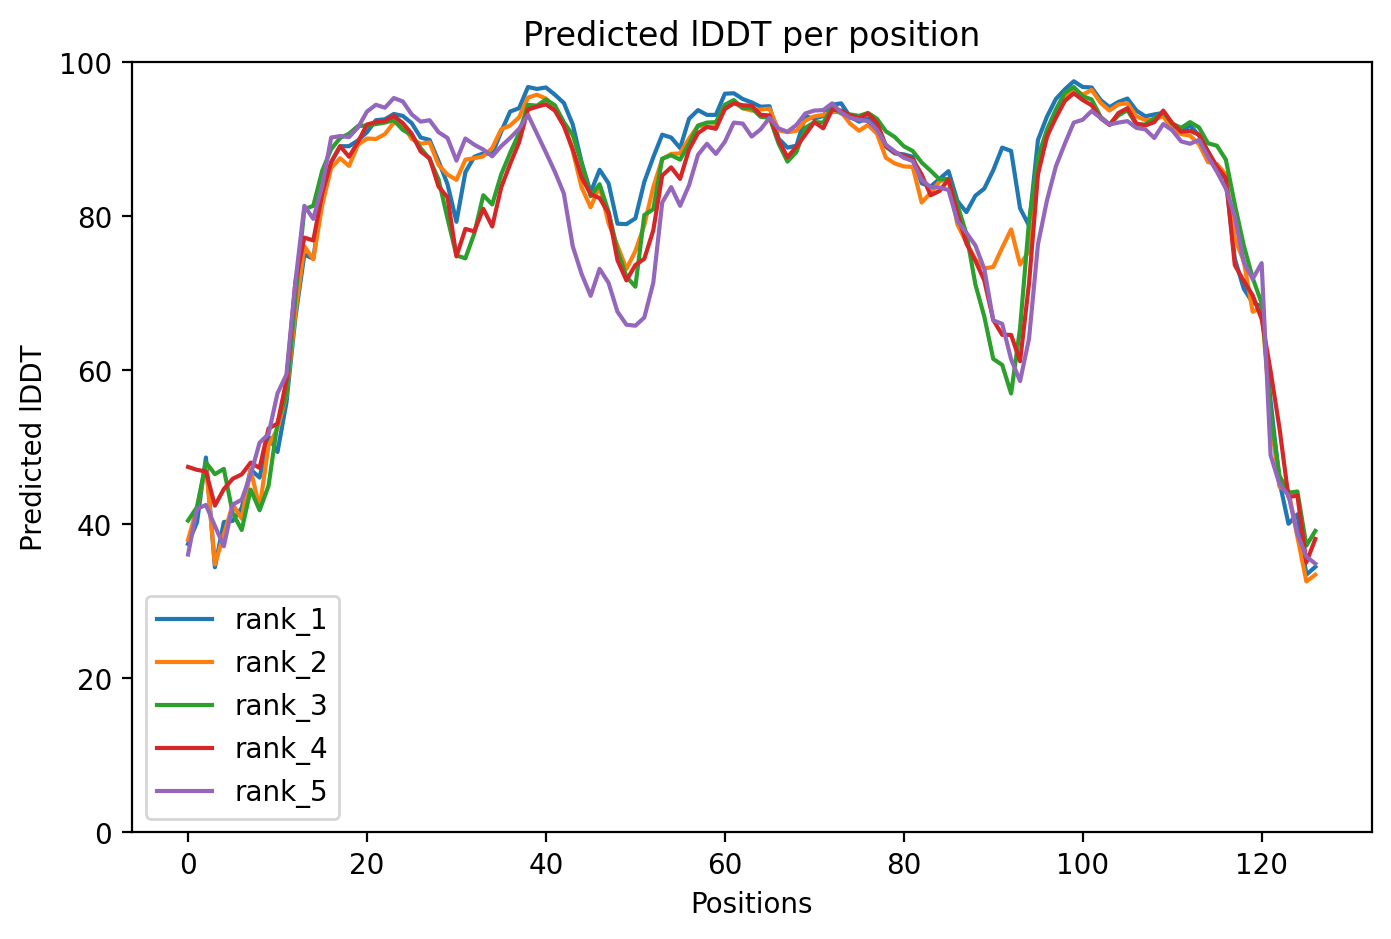 Predicted lDDT per position
100
80
60
40
20
0
Predicted lDDT
rank_1
rank_2
rank_3
rank_4
rank_5
0 20 40 60 80 100 120
Positions